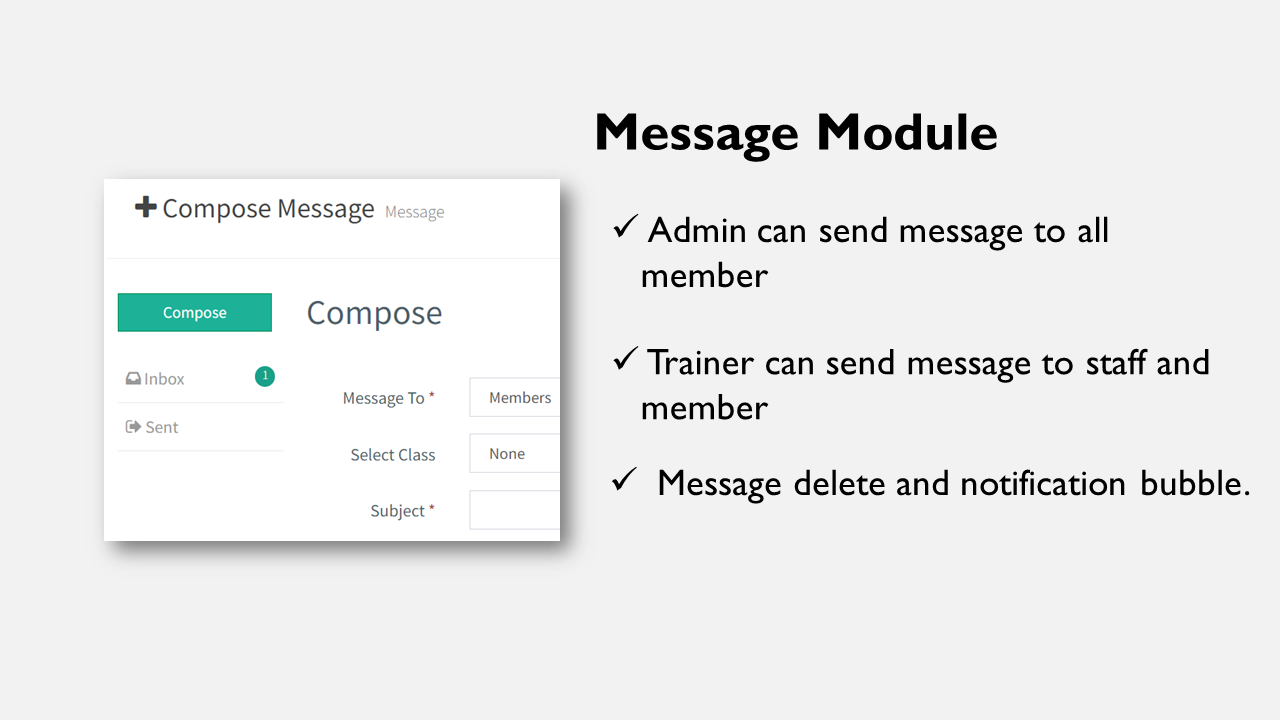 Message Module
Compose Message Message
Compose
Inbox 1
Sent
Compose
Message To * Members
Select Class None
Subject *
✓ Admin can send message to all
member
✓ Trainer can send message to staff and
member
✓ Message delete and notification bubble.